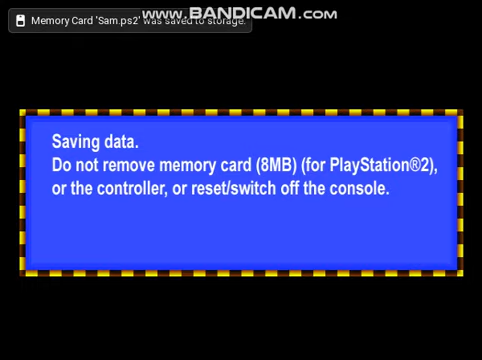 www.BANDICAM.com
Memory Card 'Sam.ps2' was saved to storage.
Saving data.
Do not remove memory card (8MB) (for PlayStation®2),
or the controller, or reset/switch off the console.